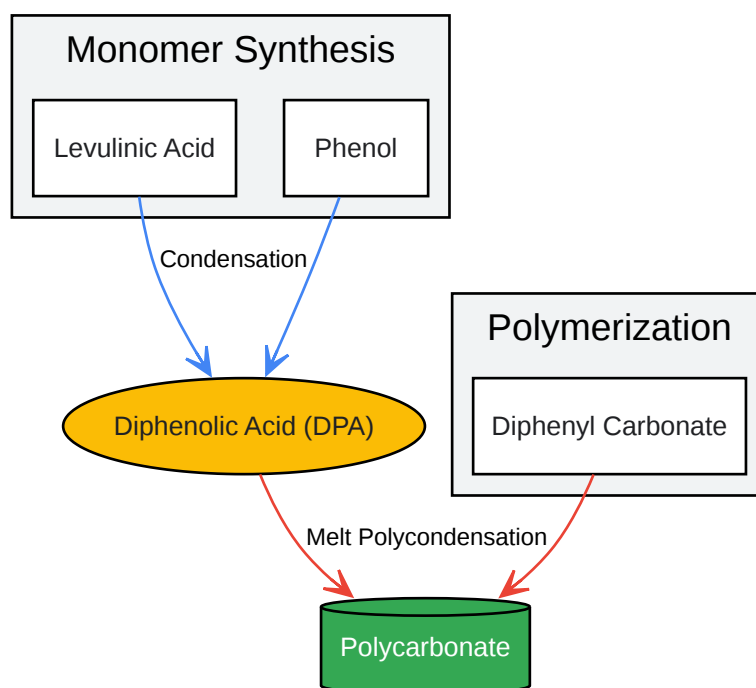 Monomer Synthesis
Levulinic Acid
Phenol
Condensation
Polymerization
Diphenolic Acid (DPA)
Diphenyl Carbonate
Melt Polycondensation
Polycarbonate